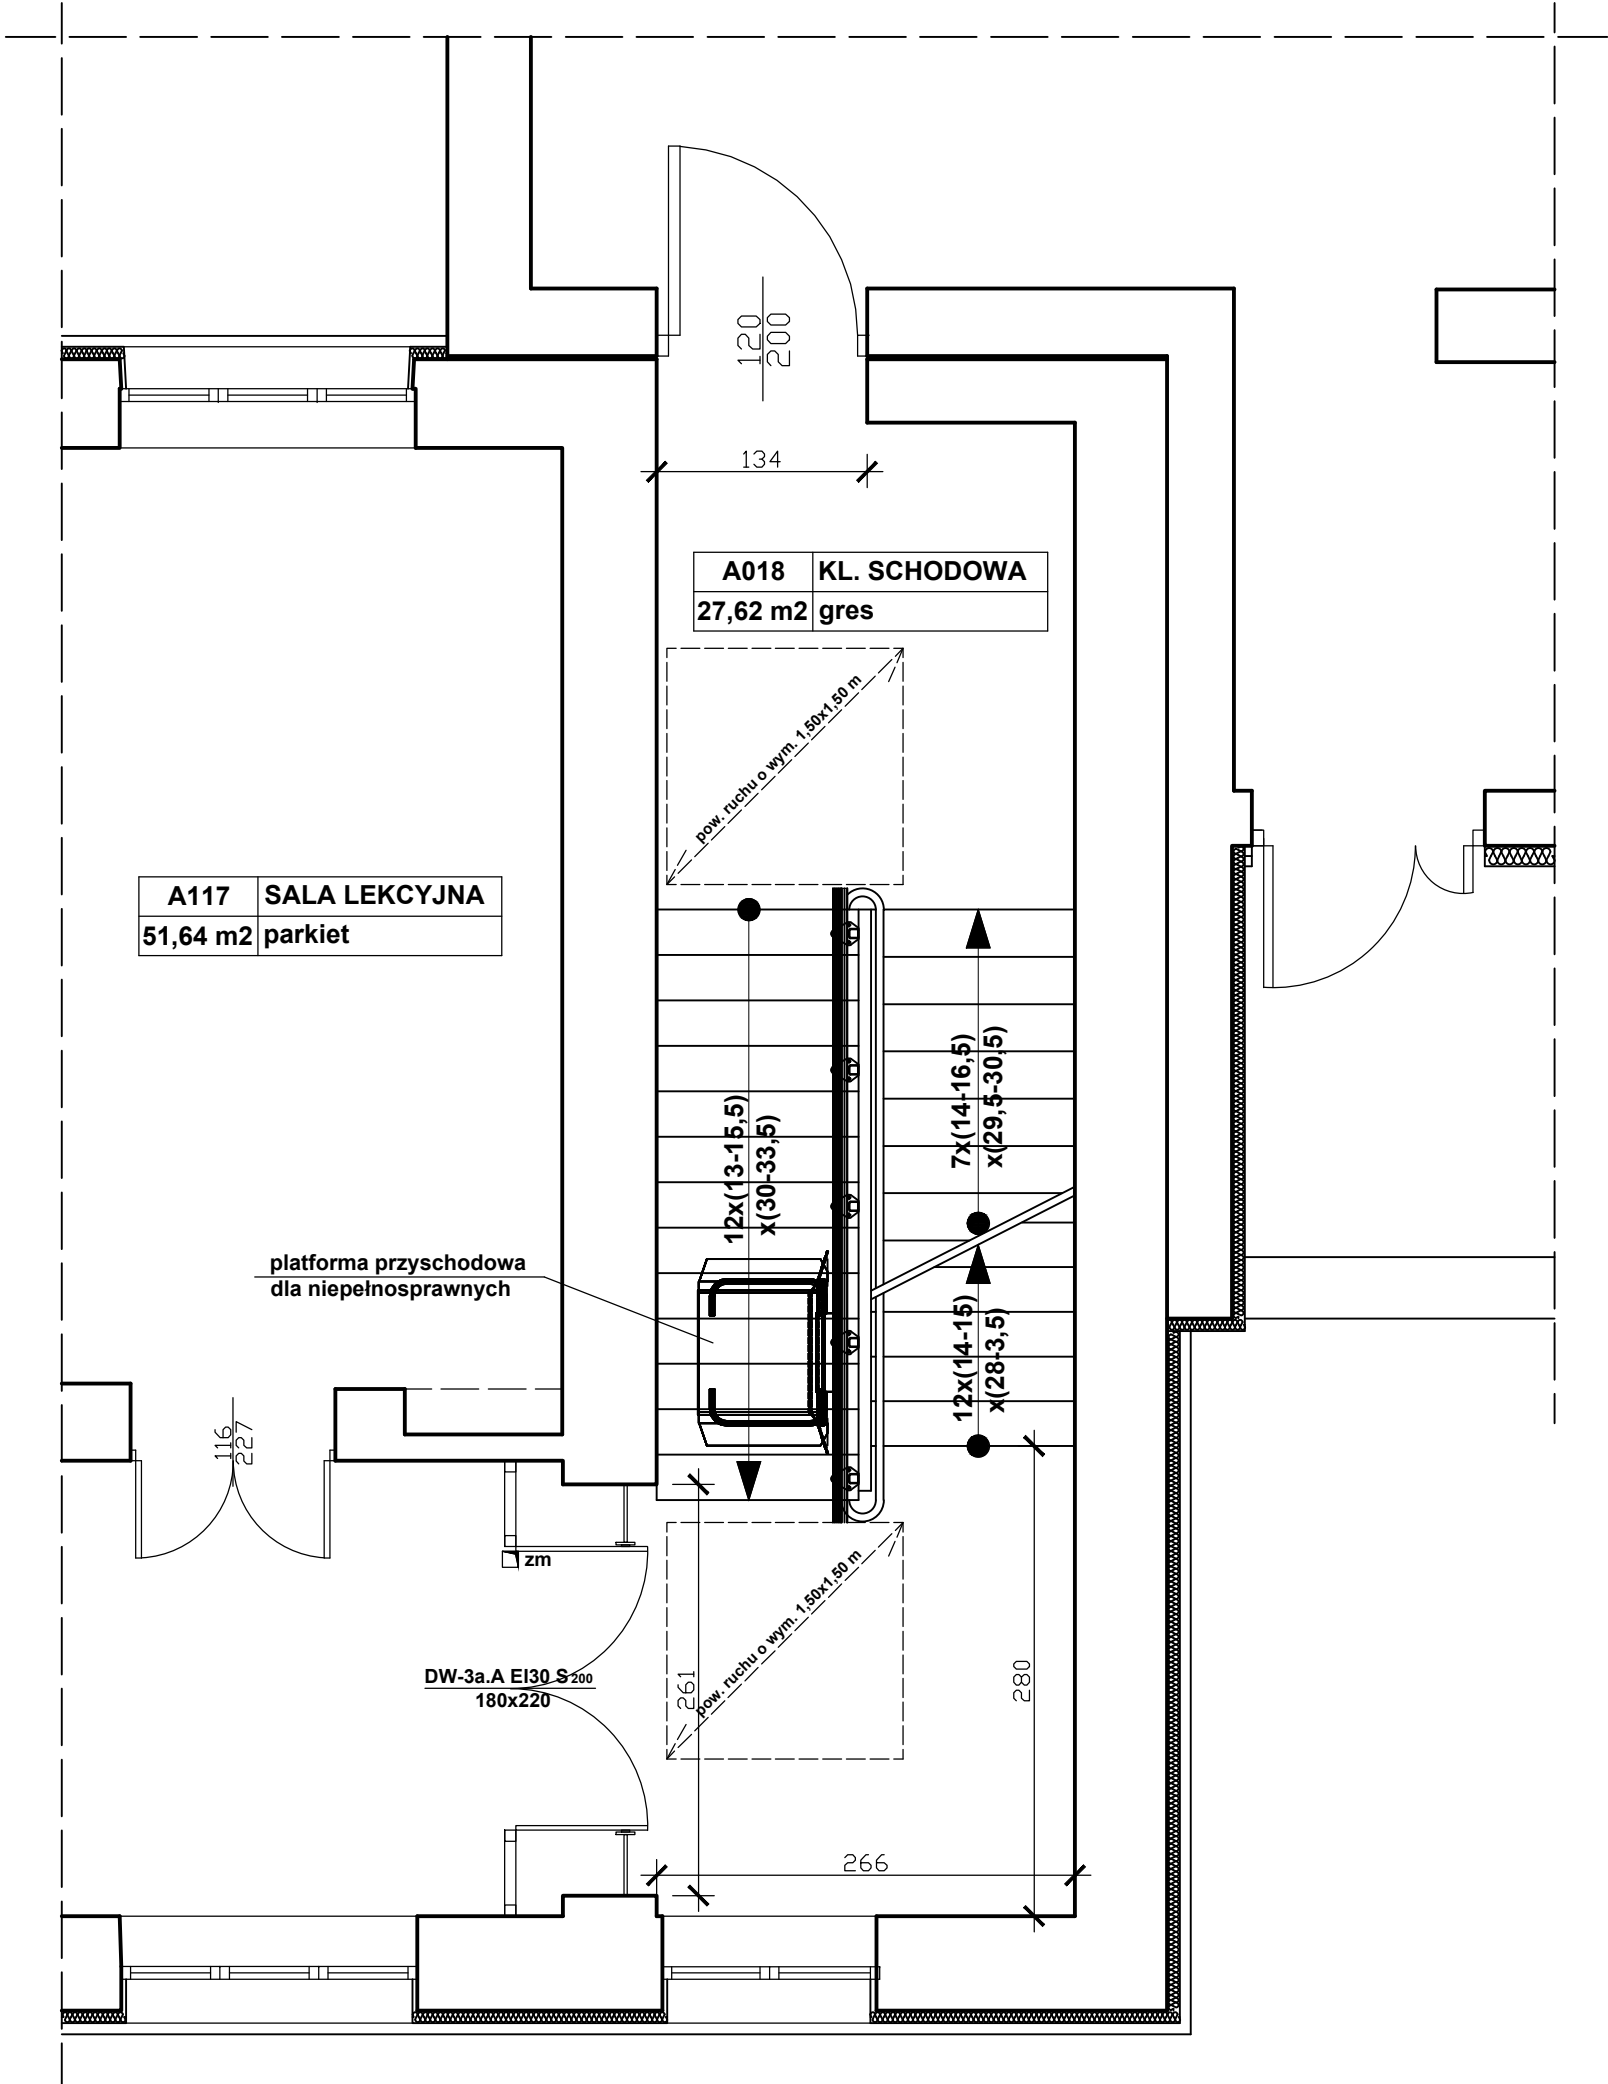 120
200
134
A018 KL. SCHODOWA
27,62 m2 gres
pow. ruchu o wym. 1,50x1,50 m
A117 SALA LEKCYJNA
51,64 m2 parkiet
12x(13-15,5)
x(30-33,5)
7x(14-16,5)
x(29,5-30,5)
platforma przyschodowa
dla niepełnosprawnych
12x(14-15)
x(28-3,5)
116
227
zm
pow. ruchu o wym. 1,50x1,50 m
DW-3a.A EI30 S200
180x220
261
280
266